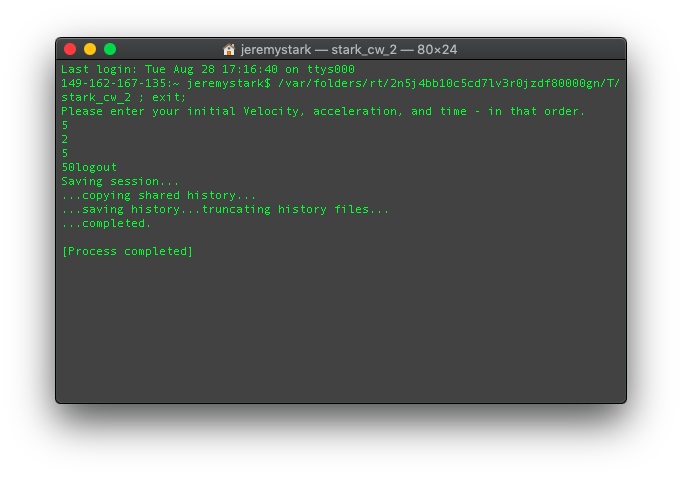 jeremystark — stark_cw_2 — 80×24
Last login: Tue Aug 28 17:16:40 on ttys000
149-162-167-135:~ jeremystark$ /var/folders/rt/2n5j4bb10c5cd7lv3r0jzdf80000gn/T/
stark_cw_2 ; exit;
Please enter your initial Velocity, acceleration, and time - in that order.
5
2
5
50logout
Saving session...
...copying shared history...
...saving history...truncating history files...
...completed.
[Process completed]